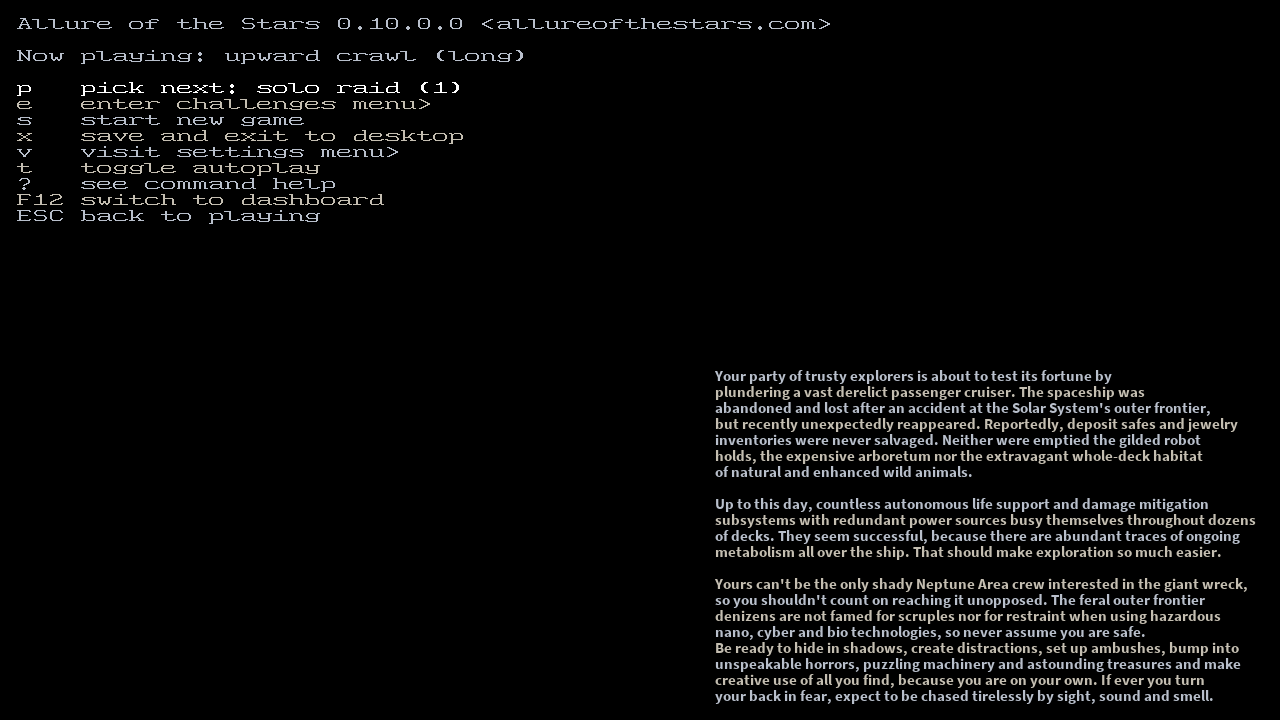 Allure of the Stars 0.10.0.0 <allureofthestars.com>
Now playing: upward crawl (long)
p pick next: solo raid (1)
e enter challenges menu>
s start new game
x save and exit to desktop
v visit settings menu>
t toggle autoplay
? see command help
F12 switch to dashboard
ESC back to playing
Your party of trusty explorers is about to test its fortune by
plundering a vast derelict passenger cruiser. The spaceship was
abandoned and lost after an accident at the Solar System's outer frontier,
but recently unexpectedly reappeared. Reportedly, deposit safes and jewelry
inventories were never salvaged. Neither were emptied the gilded robot
holds, the expensive arboretum nor the extravagant whole-deck habitat
of natural and enhanced wild animals.
Up to this day, countless autonomous life support and damage mitigation
subsystems with redundant power sources busy themselves throughout dozens
of decks. They seem successful, because there are abundant traces of ongoing
metabolism all over the ship. That should make exploration so much easier.
Yours can't be the only shady Neptune Area crew interested in the giant wreck,
so you shouldn't count on reaching it unopposed. The feral outer frontier
denizens are not famed for scruples nor for restraint when using hazardous
nano, cyber and bio technologies, so never assume you are safe.
Be ready to hide in shadows, create distractions, set up ambushes, bump into
unspeakable horrors, puzzling machinery and astounding treasures and make
creative use of all you find, because you are on your own. If ever you turn
your back in fear, expect to be chased tirelessly by sight, sound and smell.